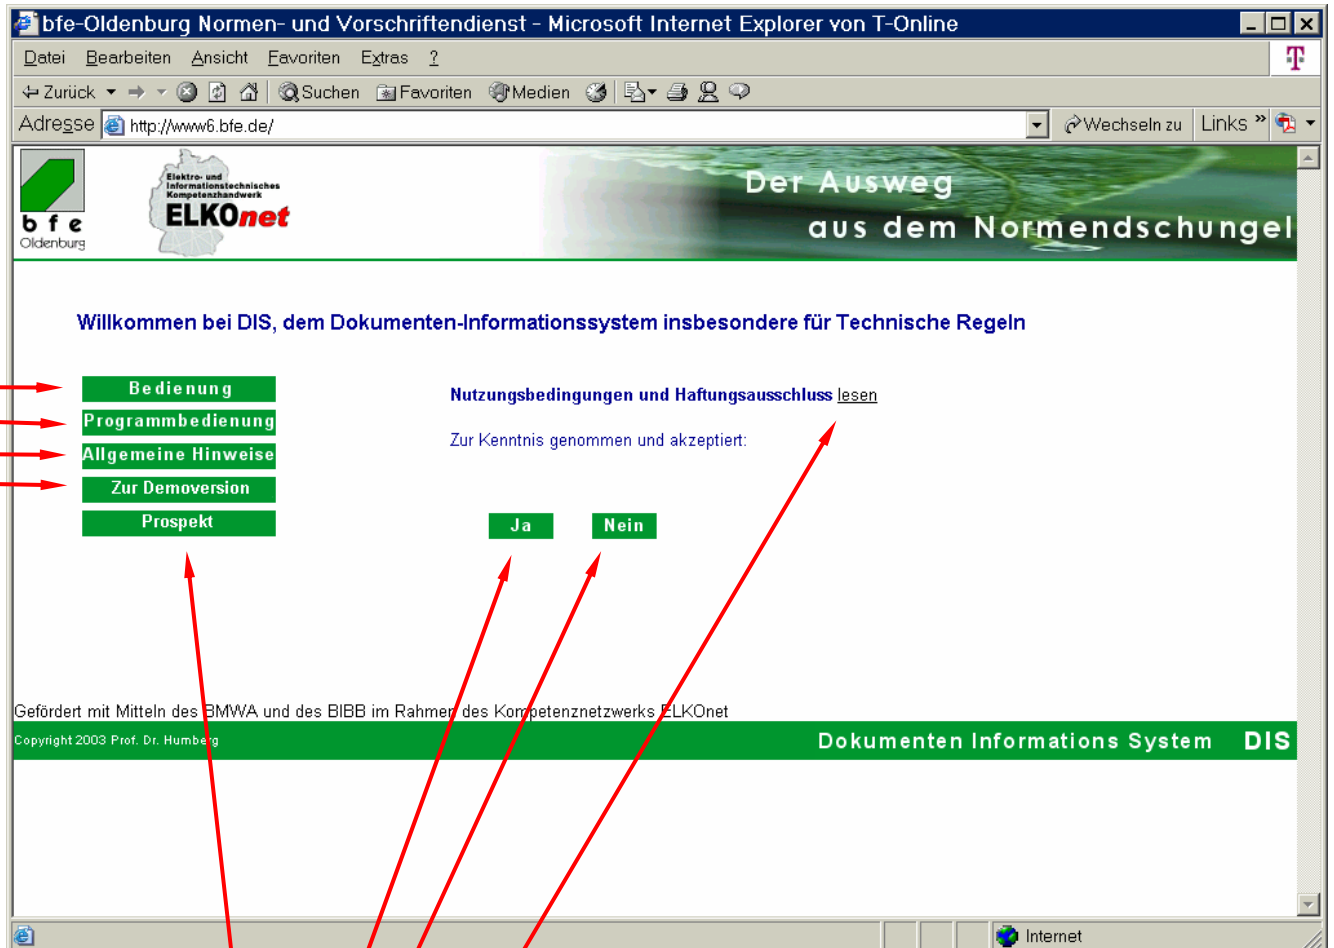 bfe-Oldenburg Normen- und Vorschriftendienst - Microsoft Internet Explorer von T-Online
Datei Bearbeiten Ansicht Favoriten Extras ?
Zurück Suchen Favoriten Medien
Adresse http://www6.bfe.de/ Wechseln zu Links »
bfe
Oldenburg
Elektro- und
Informationstechnisches
Kompetenzhandwerk
ELKOnet
Der Ausweg
aus dem Normendschungel
Willkommen bei DIS, dem Dokumenten-Informationssystem insbesondere für Technische Regeln
Bedienung
Programmbedienung
Allgemeine Hinweise
Zur Demoversion
Prospekt
Nutzungsbedingungen und Haftungsausschluss lesen
Zur Kenntnis genommen und akzeptiert:
Ja Nein
Gefördert mit Mitteln des BMWA und des BIBB im Rahmen des Kompetenznetzwerks ELKOnet
Copyright 2003 Prof. Dr. Humberg Dokumenten Informations System DIS
Internet